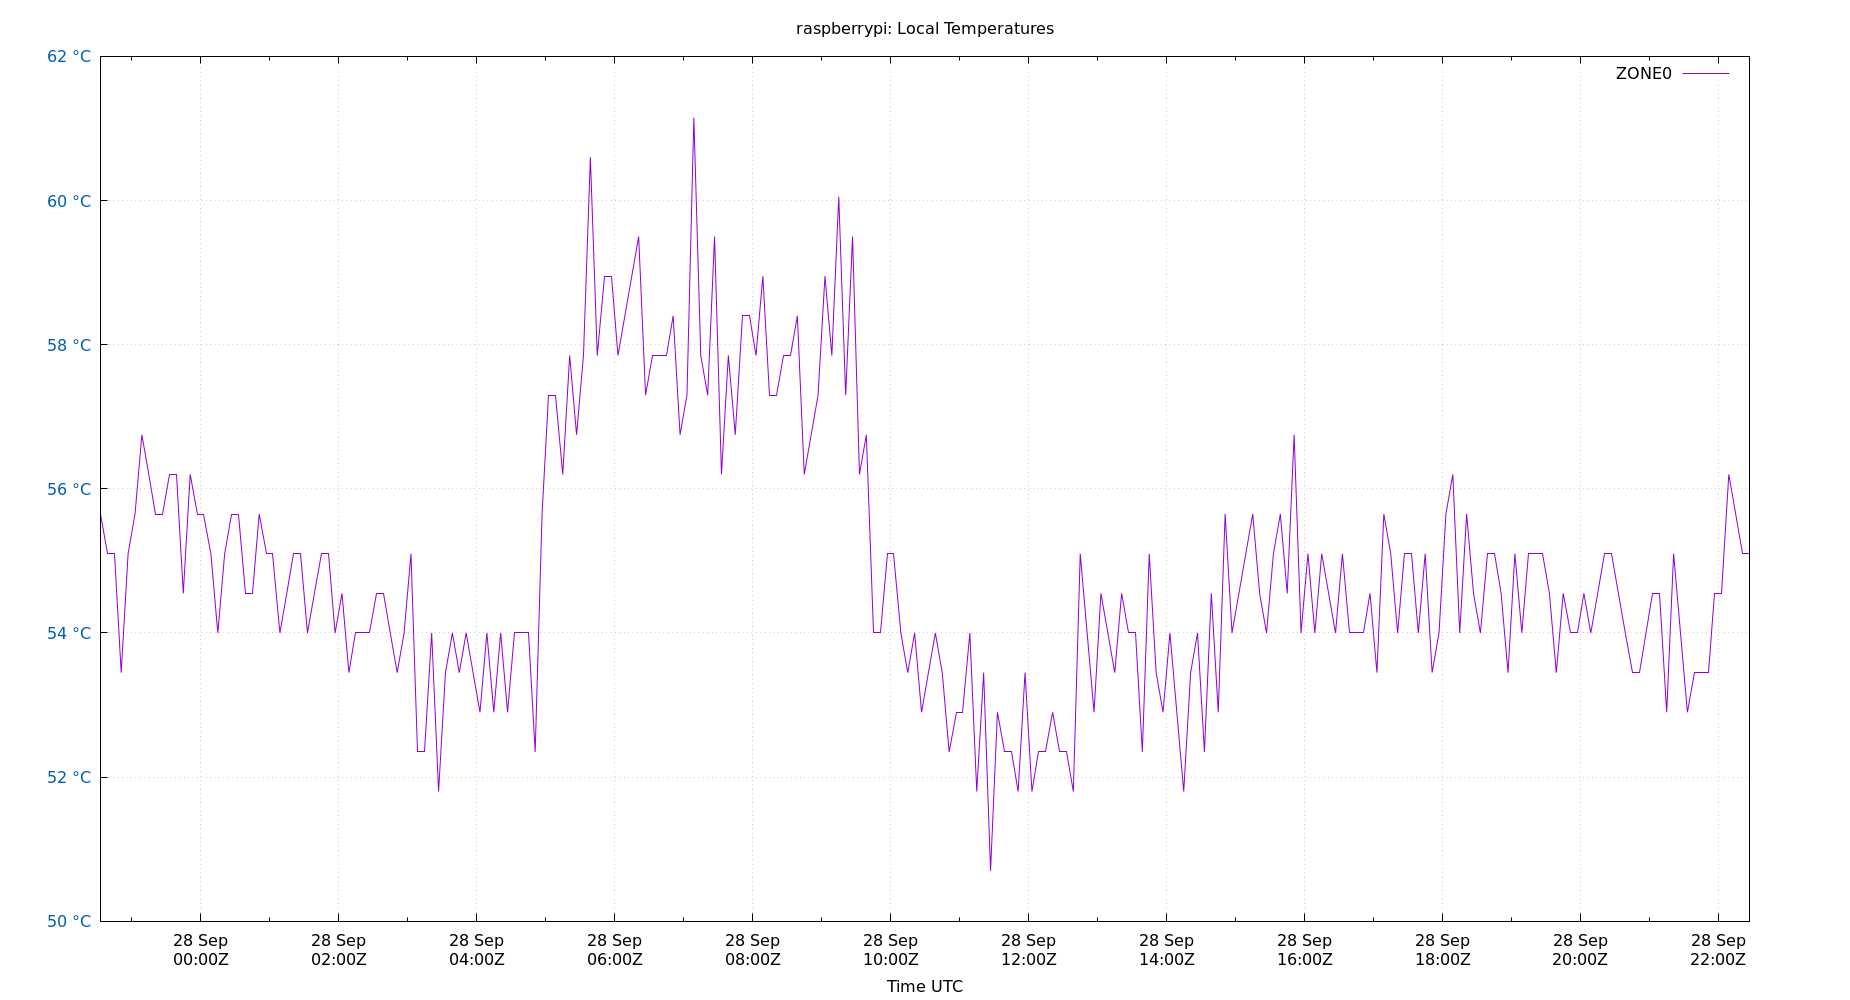 raspberrypi: Local Temperatures
62 °C
ZONE0
60 °C
58 °C
56 °C
54 °C
52 °C
50 °C
28 Sep 28 Sep 28 Sep 28 Sep 28 Sep 28 Sep 28 Sep 28 Sep 28 Sep 28 Sep 28 Sep 28 Sep
00:00Z 02:00Z 04:00Z 06:00Z 08:00Z 10:00Z 12:00Z 14:00Z 16:00Z 18:00Z 20:00Z 22:00Z
Time UTC